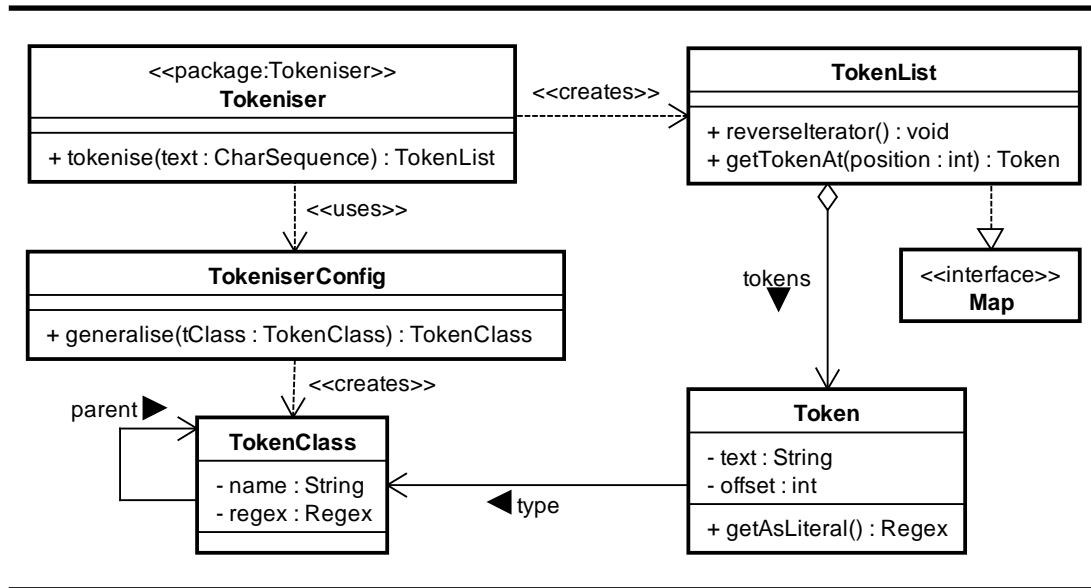 <<package:Tokeniser>>
Tokeniser
+ tokenise(text : CharSequence) : TokenList
<<creates>>
TokenList
+ reverseIterator() : void
+ getTokenAt(position : int) : Token
<<uses>>
TokeniserConfig
+ generalise(tClass : TokenClass) : TokenClass
tokens
<<interface>>
Map
<<creates>>
parent
TokenClass
- name : String
- regex : Regex
type
Token
- text : String
- offset : int
+ getAsLiteral() : Regex